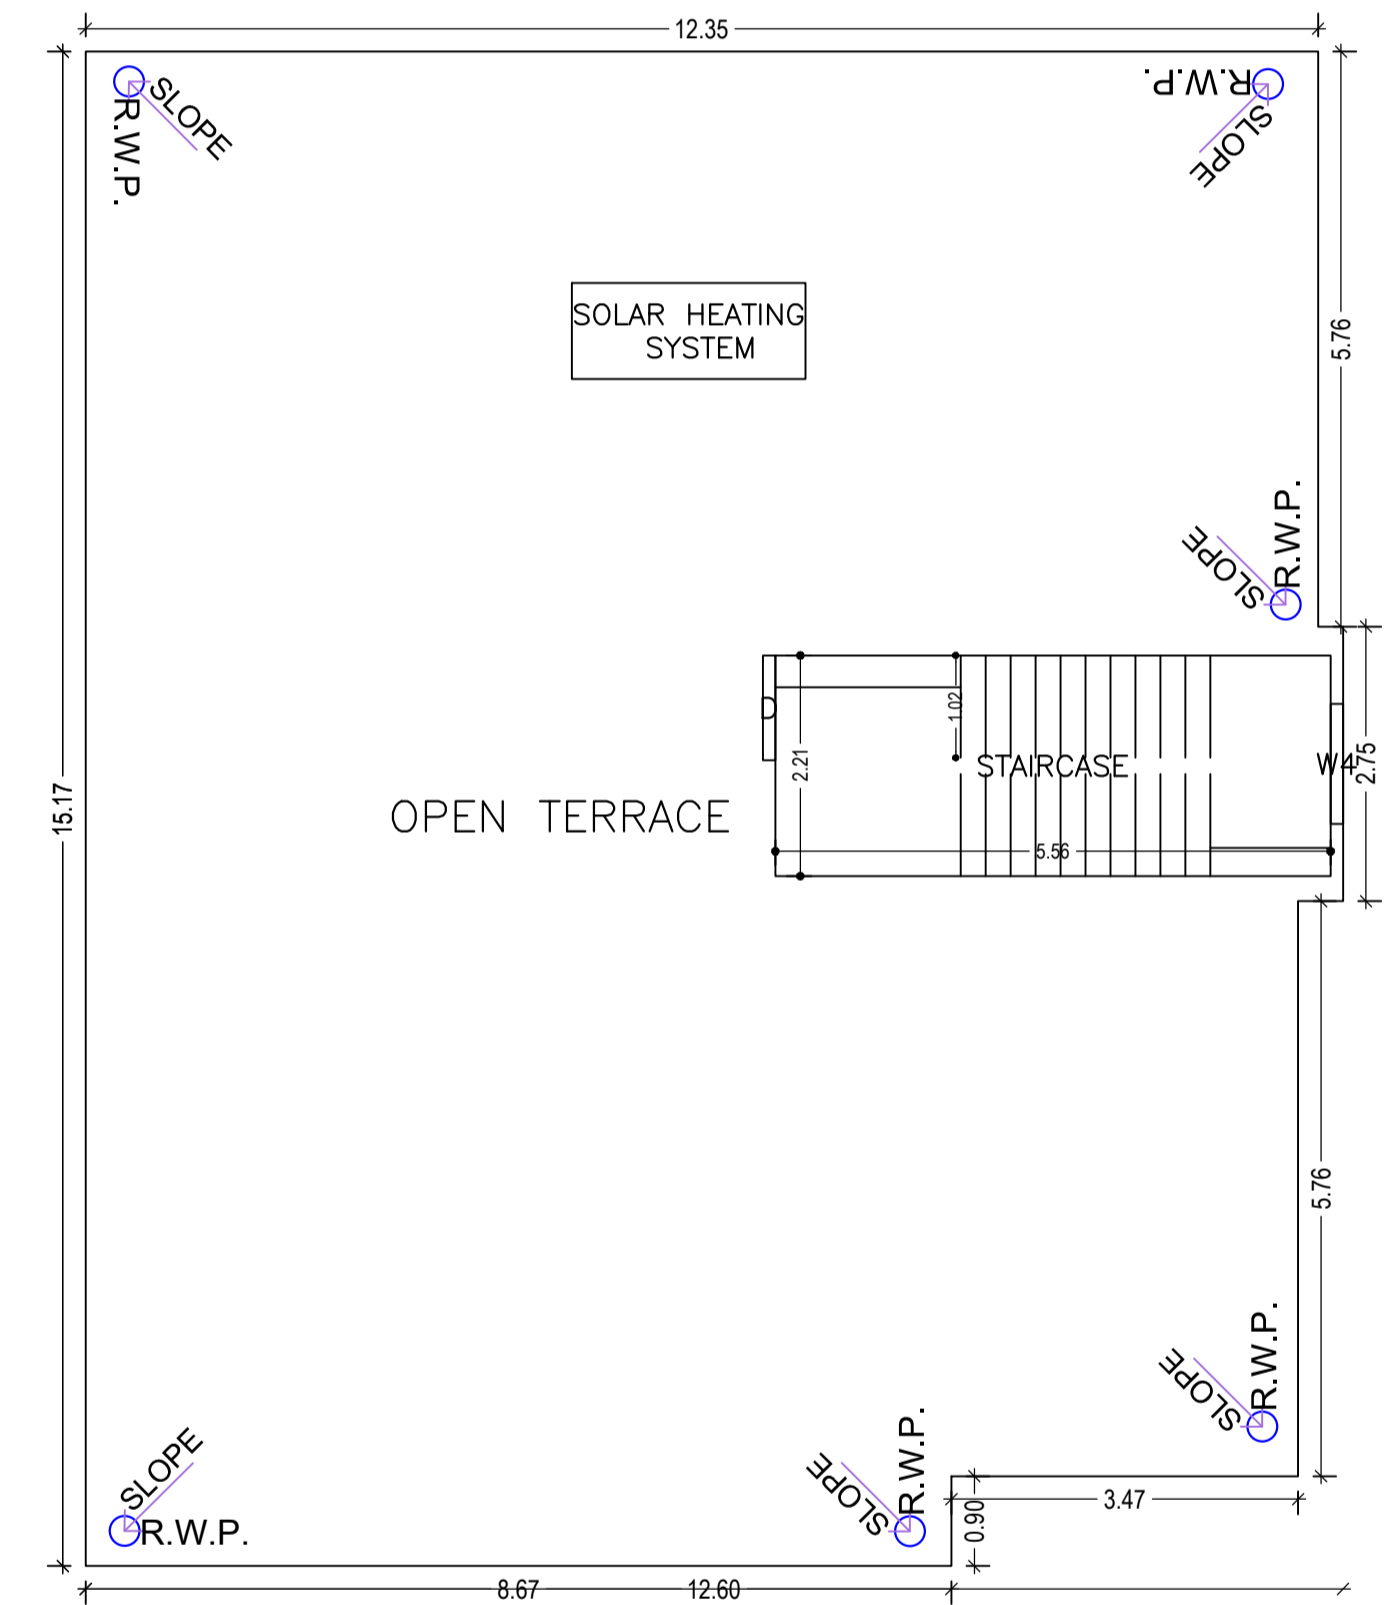 12.35
R.W.P.
SLOPE
R.W.P.
SLOPE
SOLAR HEATING
SYSTEM
5.76
R.W.P.
SLOPE
D
1.02
2.21
STAIRCASE
W4
2.75
15.17
OPEN TERRACE
5.56
5.76
R.W.P.
SLOPE
SLOPE
R.W.P.
SLOPE
R.W.P.
0.90
3.47
8.67
12.60